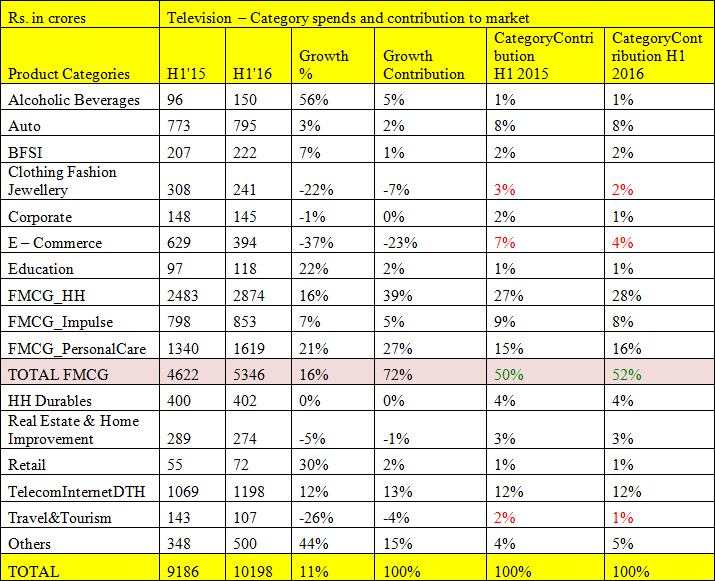 Rs. in crores Television – Category spends and contribution to market
Product Categories H1'15 H1'16 Growth % Growth Contribution CategoryContri bution H1 2015 CategoryCont ribution H1 2016
Alcoholic Beverages 96 150 56% 5% 1% 1%
Auto 773 795 3% 2% 8% 8%
BFSI 207 222 7% 1% 2% 2%
Clothing Fashion Jewellery 308 241 -22% -7% 3% 2%
Corporate 148 145 -1% 0% 2% 1%
E – Commerce 629 394 -37% -23% 7% 4%
Education 97 118 22% 2% 1% 1%
FMCG_HH 2483 2874 16% 39% 27% 28%
FMCG_Impulse 798 853 7% 5% 9% 8%
FMCG_PersonalCare 1340 1619 21% 27% 15% 16%
TOTAL FMCG 4622 5346 16% 72% 50% 52%
HH Durables 400 402 0% 0% 4% 4%
Real Estate & Home Improvement 289 274 -5% -1% 3% 3%
Retail 55 72 30% 2% 1% 1%
TelecomInternetDTH 1069 1198 12% 13% 12% 12%
Travel&Tourism 143 107 -26% -4% 2% 1%
Others 348 500 44% 15% 4% 5%
TOTAL 9186 10198 11% 100% 100% 100%